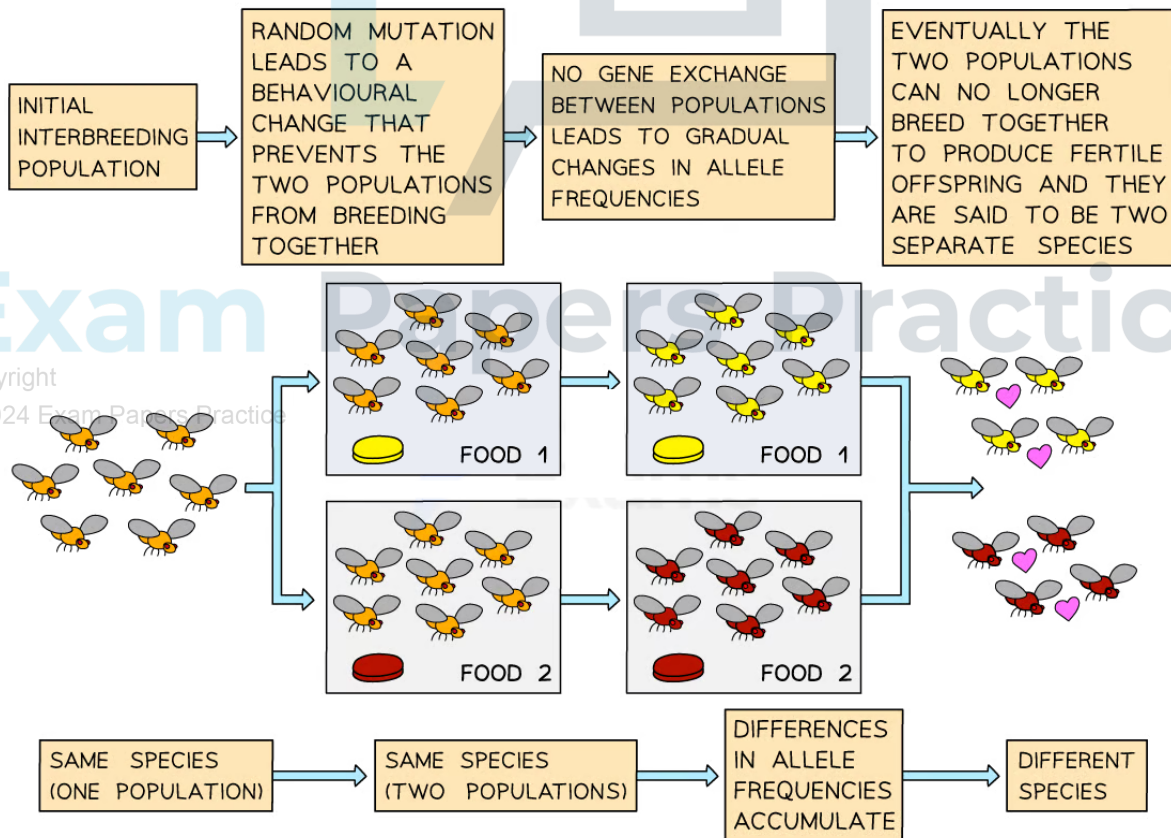 INITIAL
INTERBREEDING
POPULATION
RANDOM MUTATION
LEADS TO A
BEHAVIOURAL
CHANGE THAT
PREVENTS THE
TWO POPULATIONS
FROM BREEDING
TOGETHER
NO GENE EXCHANGE
BETWEEN POPULATIONS
LEADS TO GRADUAL
CHANGES IN ALLELE
FREQUENCIES
EVENTUALLY THE
TWO POPULATIONS
CAN NO LONGER
BREED TOGETHER
TO PRODUCE FERTILE
OFFSPRING AND THEY
ARE SAID TO BE TWO
SEPARATE SPECIES
Exam Papers Practic
yright
024 Exam Papers Practice
FOOD 1
FOOD 1
FOOD 2
FOOD 2
SAME SPECIES
(ONE POPULATION)
SAME SPECIES
(TWO POPULATIONS)
DIFFERENCES
IN ALLELE
FREQUENCIES
ACCUMULATE
DIFFERENT
SPECIES